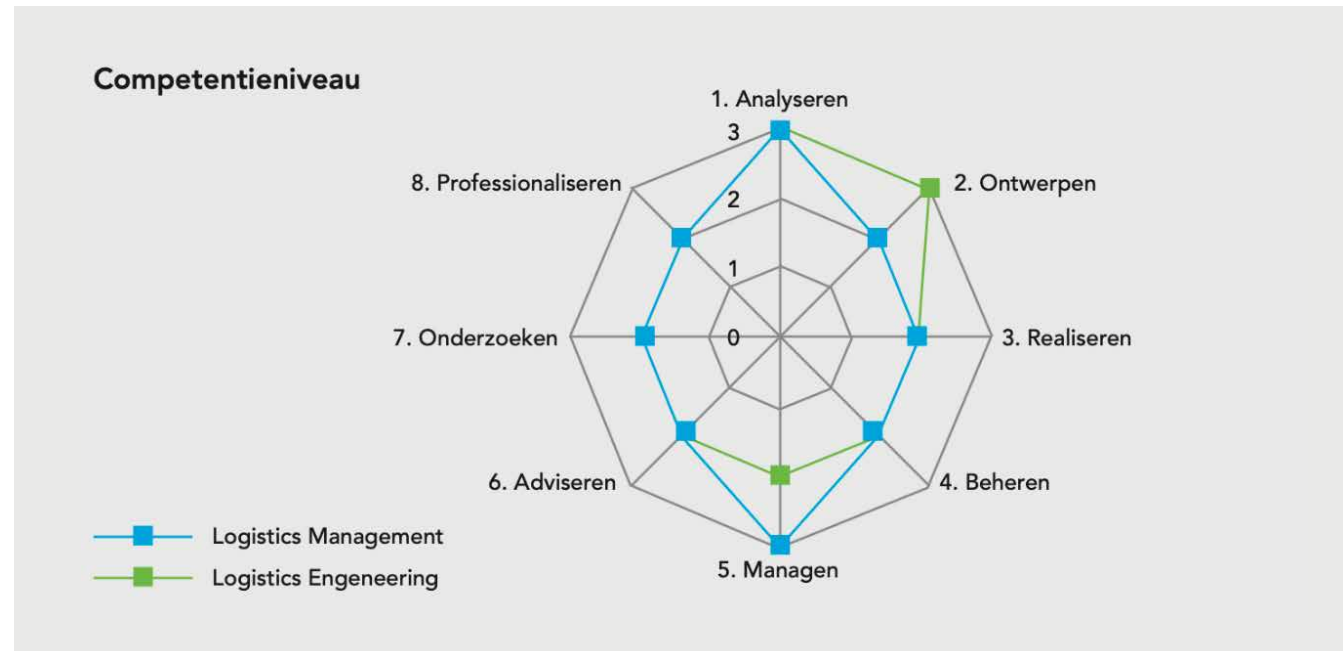 Competentieniveau
1. Analyseren
3
8. Professionaliseren
2. Ontwerpen
2
1
7. Onderzoeken
0
3. Realiseren
6. Adviseren
4. Beheren
5. Managen
Logistics Management
Logistics Engeneering